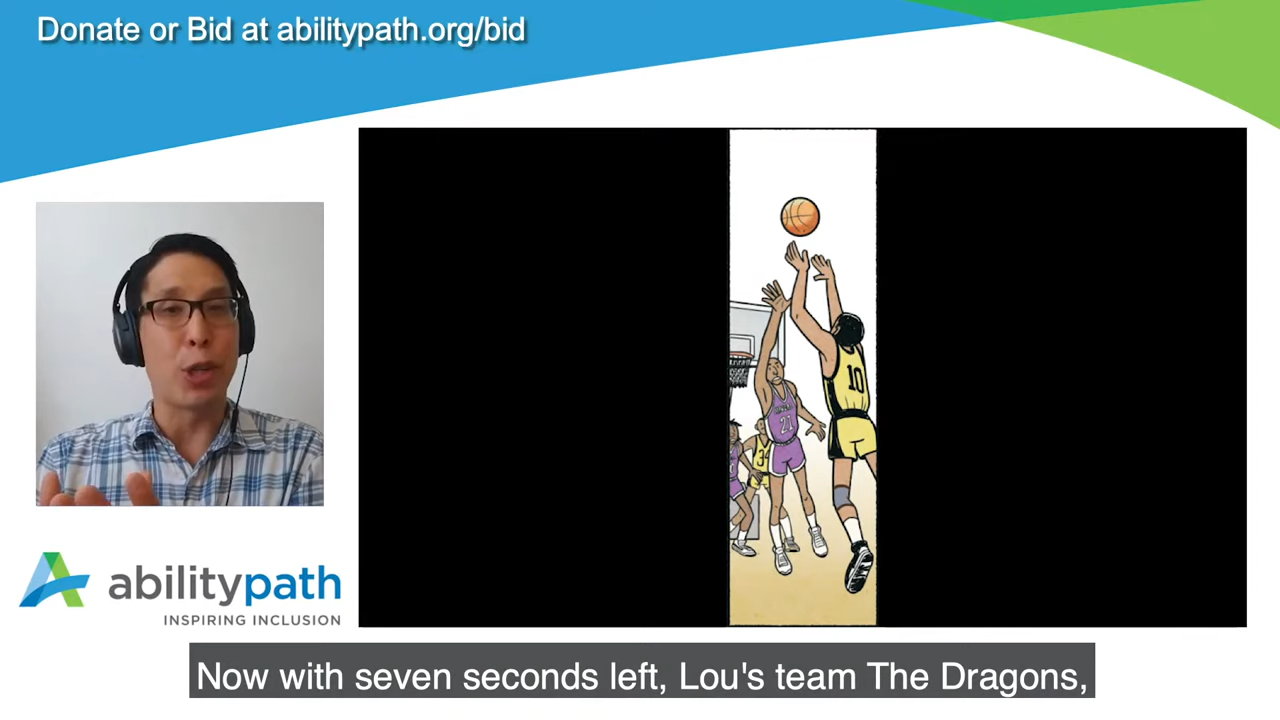 Donate or Bid at abilitypath.org/bid
10
21
34
abilitypath
INSPIRING INCLUSION
Now with seven seconds left, Lou's team The Dragons,